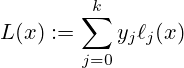 L(x) := \sum_{j=0}^{k} y_j \ell_j(x)